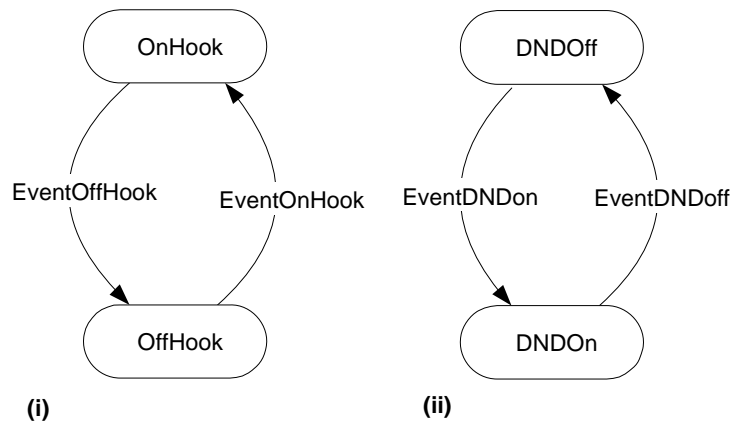 OnHook
EventOffHook
EventOnHook
OffHook
(i)
DNDOff
EventDNDon
EventDNDoff
DNDOn
(ii)